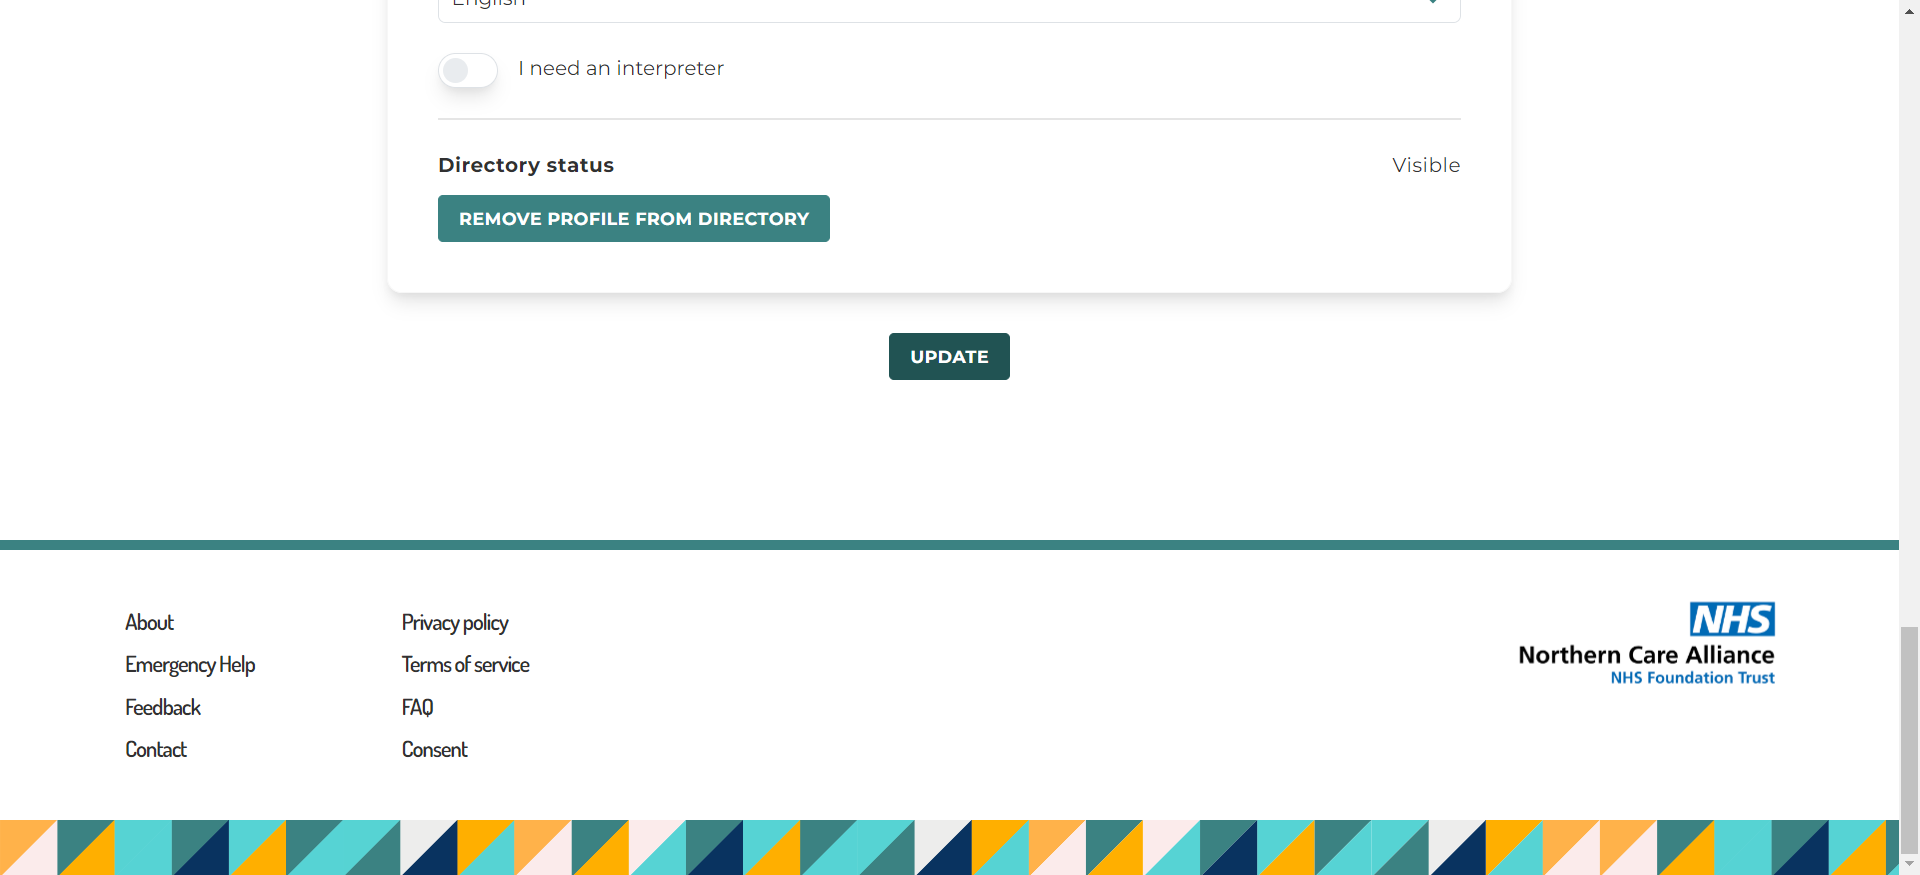 English
I need an interpreter
Directory status
Visible
REMOVE PROFILE FROM DIRECTORY
UPDATE
About
Emergency Help
Feedback
Contact
Privacy policy
Terms of service
FAQ
Consent
NHS
Northern Care Alliance
NHS Foundation Trust